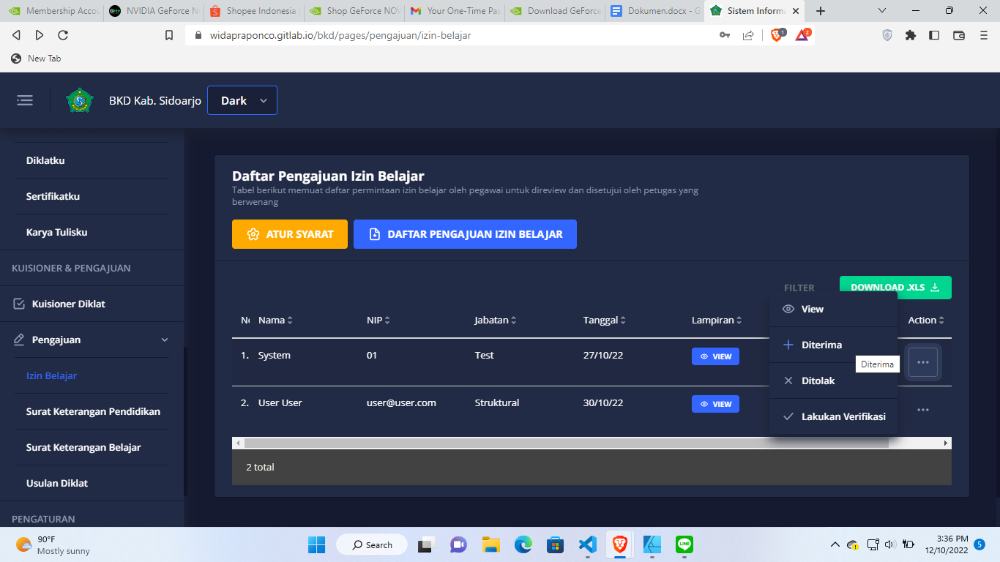 Membership Accou
NVIDIA GeForce N
Shopee Indonesia
Shop GeForce NOW
Your One-Time Pas
Download GeForce
Dokumen.docx - G
Sistem Informa
widapraponco.gitlab.io/bkd/pages/pengajuan/izin-belajar
1
2
New Tab
BKD Kab. Sidoarjo
Dark
Diklatku
Sertifikatku
Karya Tulisku
KUISIONER & PENGAJUAN
Kuisioner Diklat
Pengajuan
Izin Belajar
Surat Keterangan Pendidikan
Surat Keterangan Belajar
Usulan Diklat
PENGATURAN
Daftar Pengajuan Izin Belajar
Tabel berikut memuat daftar permintaan izin belajar oleh pegawai untuk direview dan disetujui oleh petugas yang
berwenang
ATUR SYARAT
DAFTAR PENGAJUAN IZIN BELAJAR
FILTER
DOWNLOAD .XLS
Nama NIP Jabatan Tanggal Lampiran Action
1. System 01 Test 27/10/22 VIEW ...
2. User User user@user.com Struktural 30/10/22 VIEW ...
View
Diterima
Diterima
Ditolak
Lakukan Verifikasi
2 total
90°F
Mostly sunny
Search
LINE
3:36 PM
12/10/2022
5